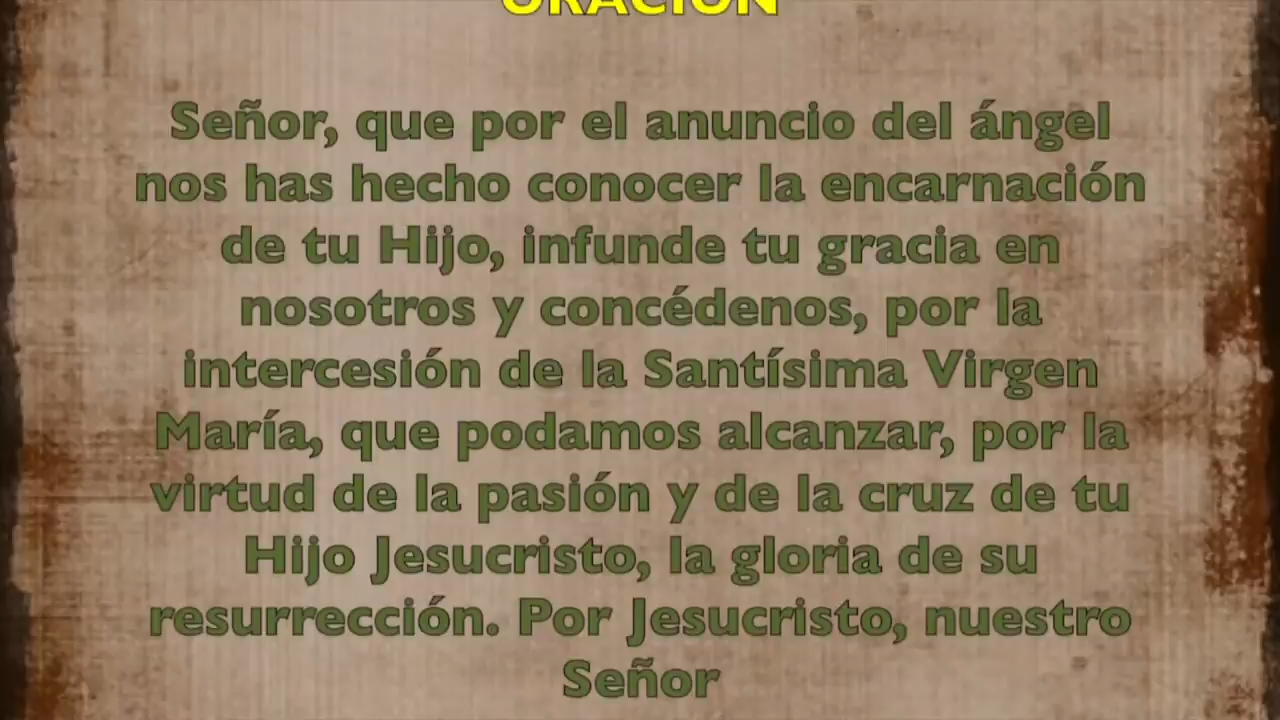 ORACIÓN
Señor, que por el anuncio del ángel
nos has hecho conocer la encarnación
de tu Hijo, infunde tu gracia en
nosotros y concédenos, por la
intercesión de la Santísima Virgen
María, que podamos alcanzar, por la
virtud de la pasión y de la cruz de tu
Hijo Jesucristo, la gloria de su
resurrección. Por Jesucristo, nuestro
Señor